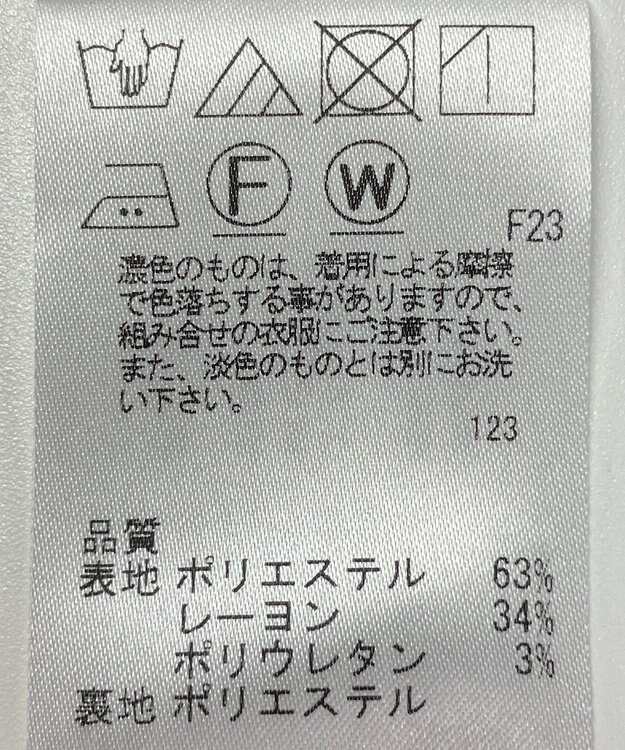 F W
F23
濃色のものは、着用による摩擦
で色落ちする事がありますので、
組み合せの衣服にご注意下さい。
また、淡色のものとは別にお洗
い下さい。
123
品質
表地 ポリエステル 63%
レーヨン 34%
ポリウレタン 3%
裏地 ポリエステル